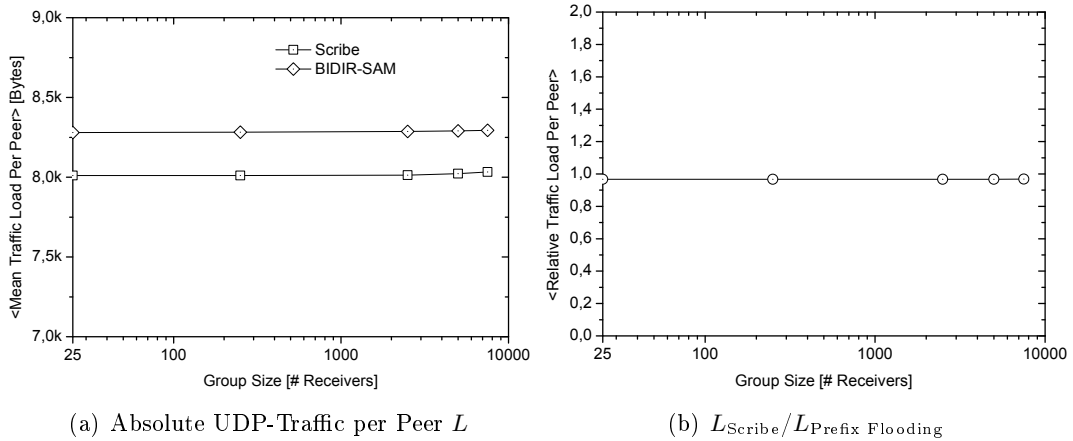 9,0k
8,5k
8,0k
7,5k
7,0k
<Mean Traffic Load Per Peer> [Bytes]
Scribe
BIDIR-SAM
25
100
1000
10000
Group Size [# Receivers]
(a) Absolute UDP-Traffic per Peer L
2,0
1,8
1,6
1,4
1,2
1,0
0,8
0,6
0,4
0,2
0,0
<Relative Traffic Load Per Peer>
25
100
1000
10000
Group Size [# Receivers]
(b) LScribe/LPrefix Flooding